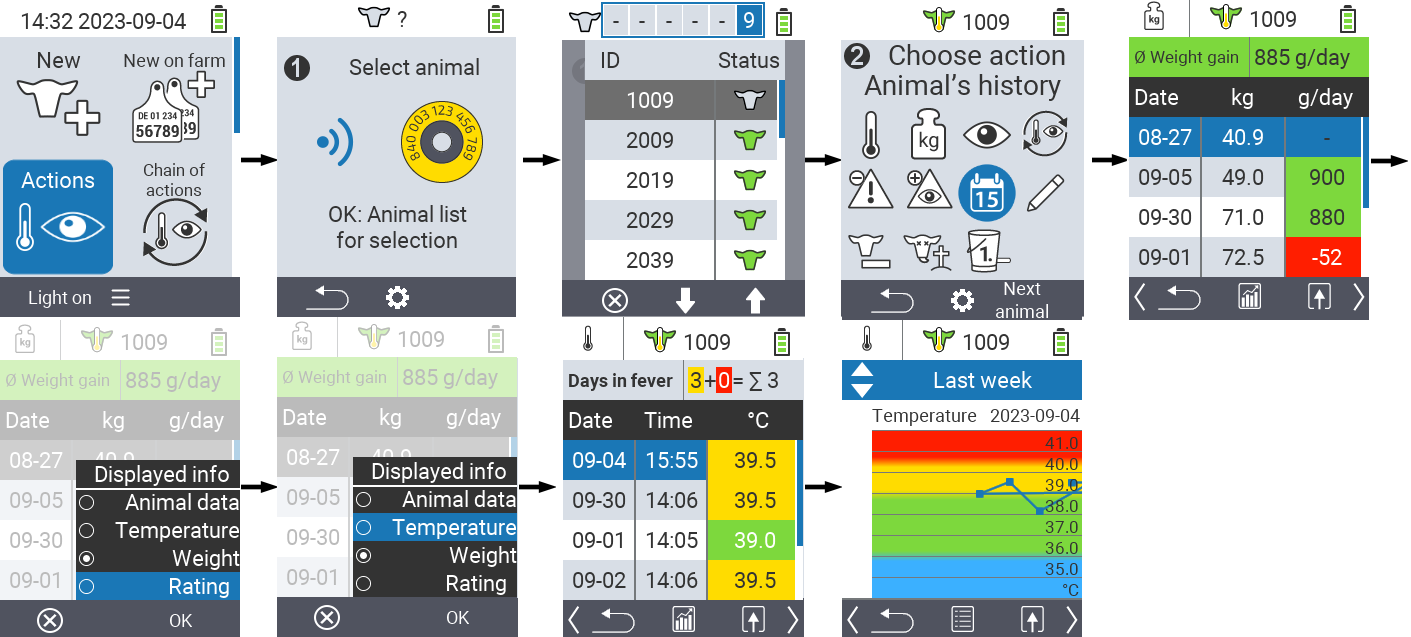 14:32 2023-09-04
New
New on farm
DE 01 234
56789
234
89
Actions
Chain of
actions
Light on
?
1
Select animal
840 003 123 456 789
OK: Animal list
for selection
- - - - - 9
ID Status
1009
2009
2019
2029
2039
1009
2 Choose action
Animal's history
kg
15
1.
Next
animal
kg
1009
Ø Weight gain 885 g/day
Date kg g/day
08-27 40.9 -
09-05 49.0 900
09-30 71.0 880
09-01 72.5 -52
kg
1009
Ø Weight gain 885 g/day
Date kg g/day
08-27 40.9
09-05
09-30
09-01
Displayed info
Animal data
Temperature
Weight
Rating
OK
kg
1009
Ø Weight gain 885 g/day
Date kg g/day
08-27 40.9
09-05
09-30
09-01
Displayed info
Animal data
Temperature
Weight
Rating
OK
1009
Days in fever 3+0= ∑ 3
Date Time °C
09-04 15:55 39.5
09-30 14:06 39.5
09-01 14:05 39.0
09-02 14:06 39.5
1009
Last week
Temperature 2023-09-04
41.0
40.0
39.0
38.0
37.0
36.0
35.0
°C